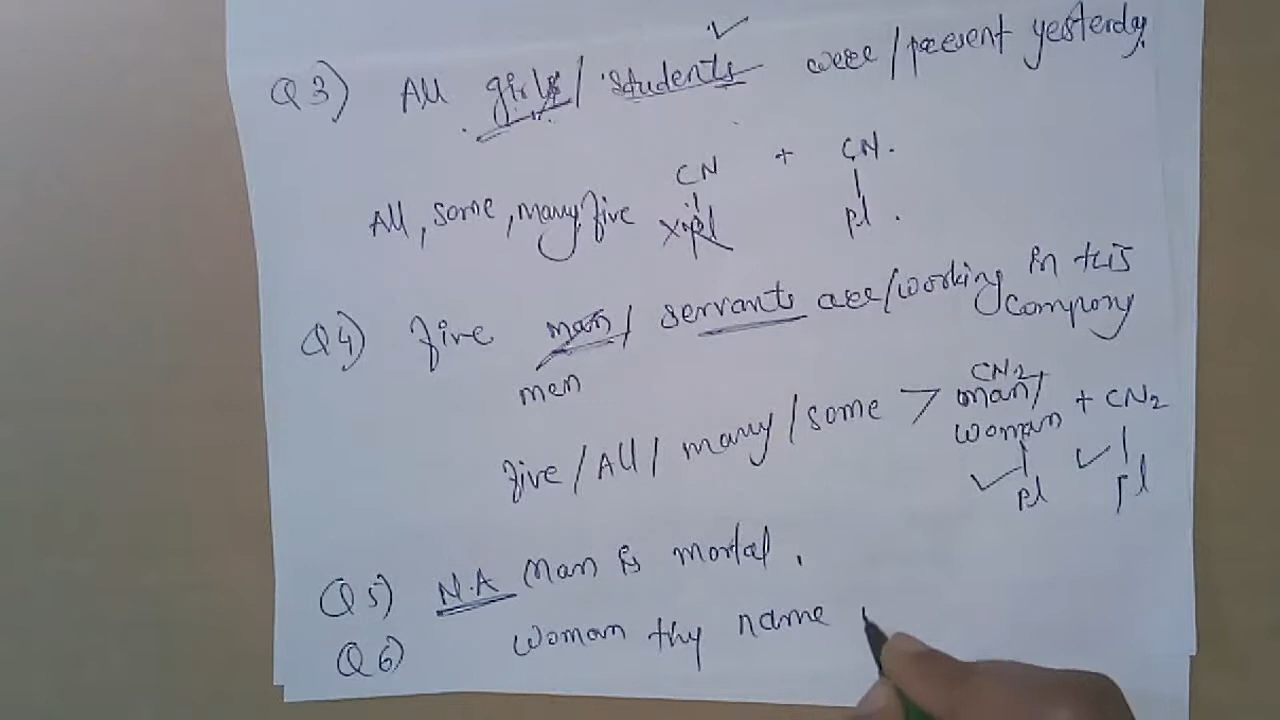 Q3) All girls/ students were/present yesterday.
CN + CN.
All, some, many, five x pl pl.
Q4) five man/ servants are/working in this
company
men
CN2
five/All/ many/some > man/ + CN2
woman
pl pl
Q5) N.A Man is mortal.
Q6) woman thy name